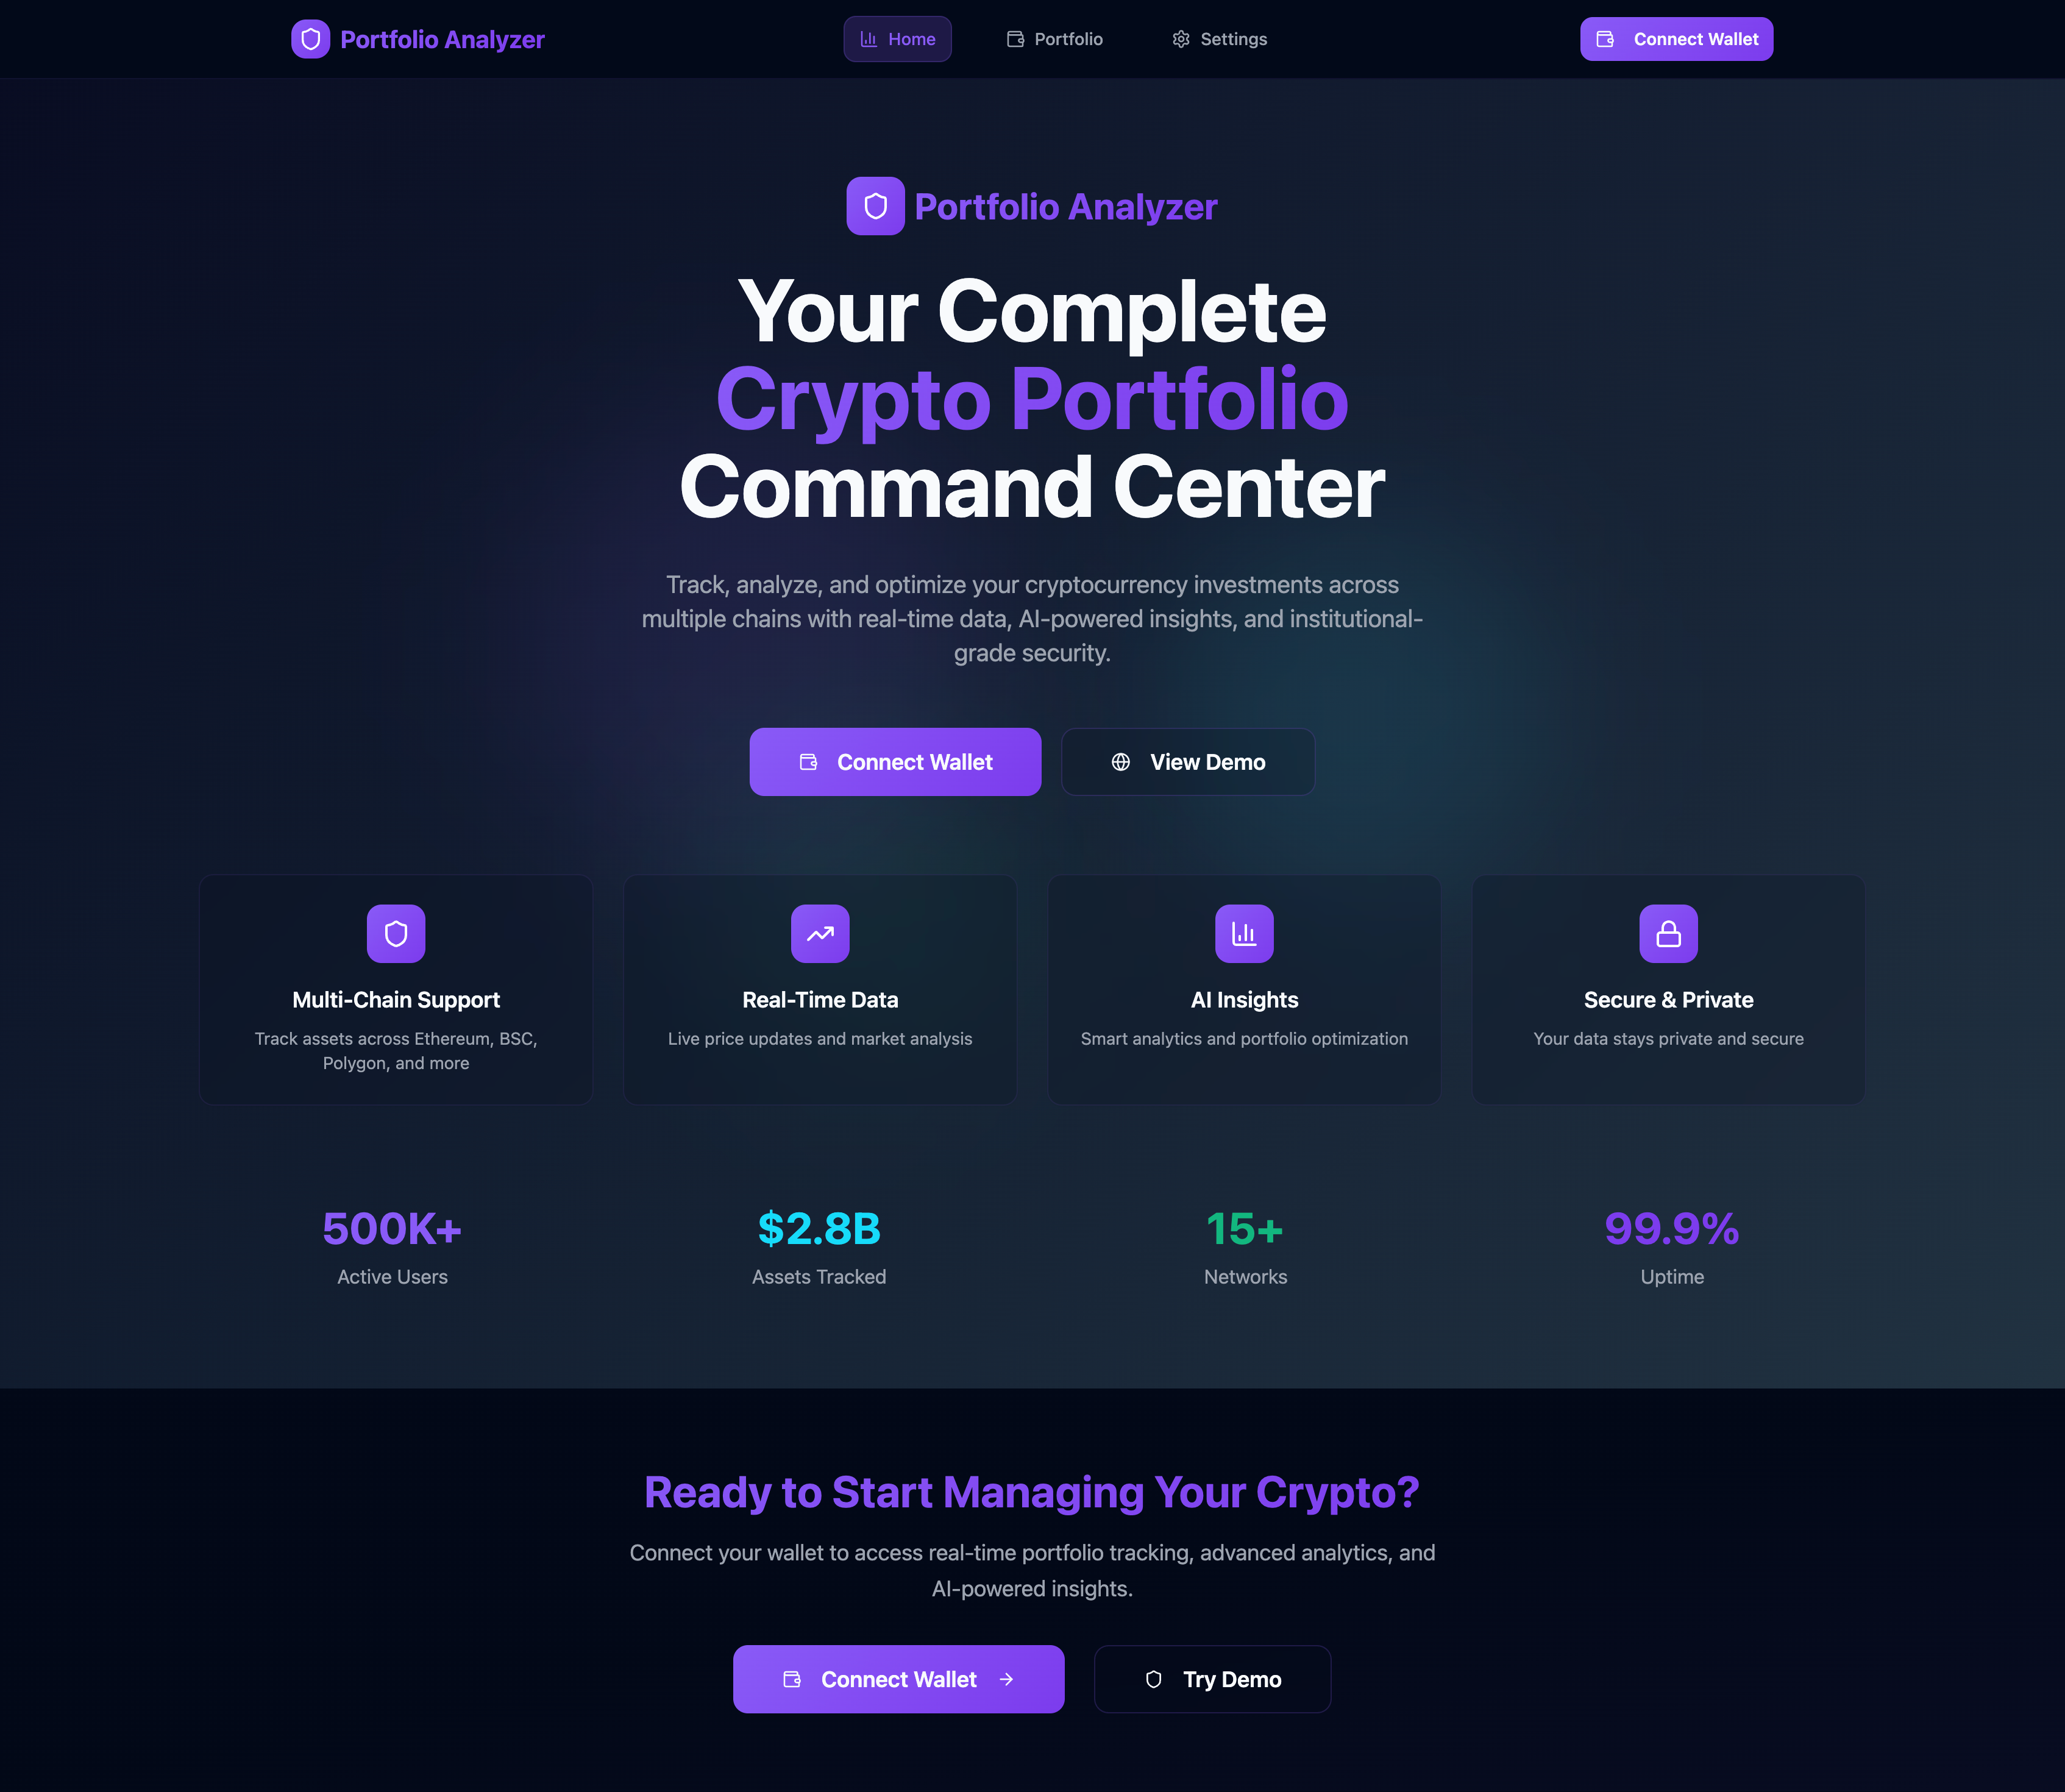 Portfolio Analyzer
Home
Portfolio
Settings
Connect Wallet
Portfolio Analyzer
Your Complete
Crypto Portfolio
Command Center
Track, analyze, and optimize your cryptocurrency investments across
multiple chains with real-time data, AI-powered insights, and institutional-
grade security.
Connect Wallet
View Demo
Multi-Chain Support
Track assets across Ethereum, BSC,
Polygon, and more
Real-Time Data
Live price updates and market analysis
AI Insights
Smart analytics and portfolio optimization
Secure & Private
Your data stays private and secure
500K+
Active Users
$2.8B
Assets Tracked
15+
Networks
99.9%
Uptime
Ready to Start Managing Your Crypto?
Connect your wallet to access real-time portfolio tracking, advanced analytics, and
AI-powered insights.
Connect Wallet
Try Demo